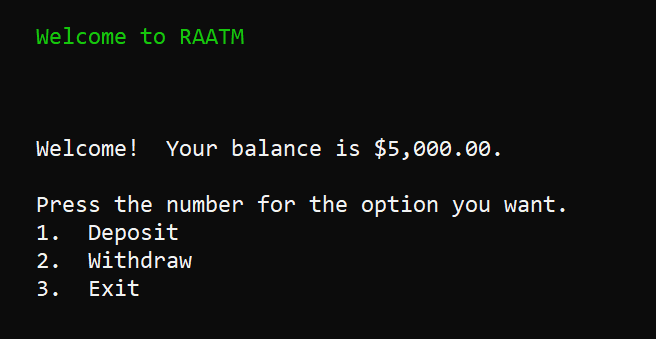 Welcome to RAATM
Welcome!  Your balance is $5,000.00.
Press the number for the option you want.
1.  Deposit
2.  Withdraw
3.  Exit